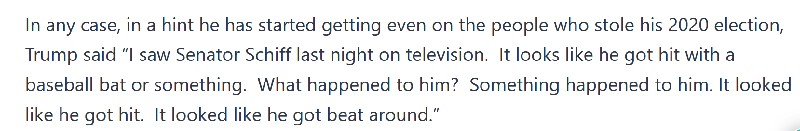 In any case, in a hint he has started getting even on the people who stole his 2020 election,
Trump said “I saw Senator Schiff last night on television.  It looks like he got hit with a
baseball bat or something.  What happened to him?  Something happened to him. It looked
like he got hit.  It looked like he got beat around.”